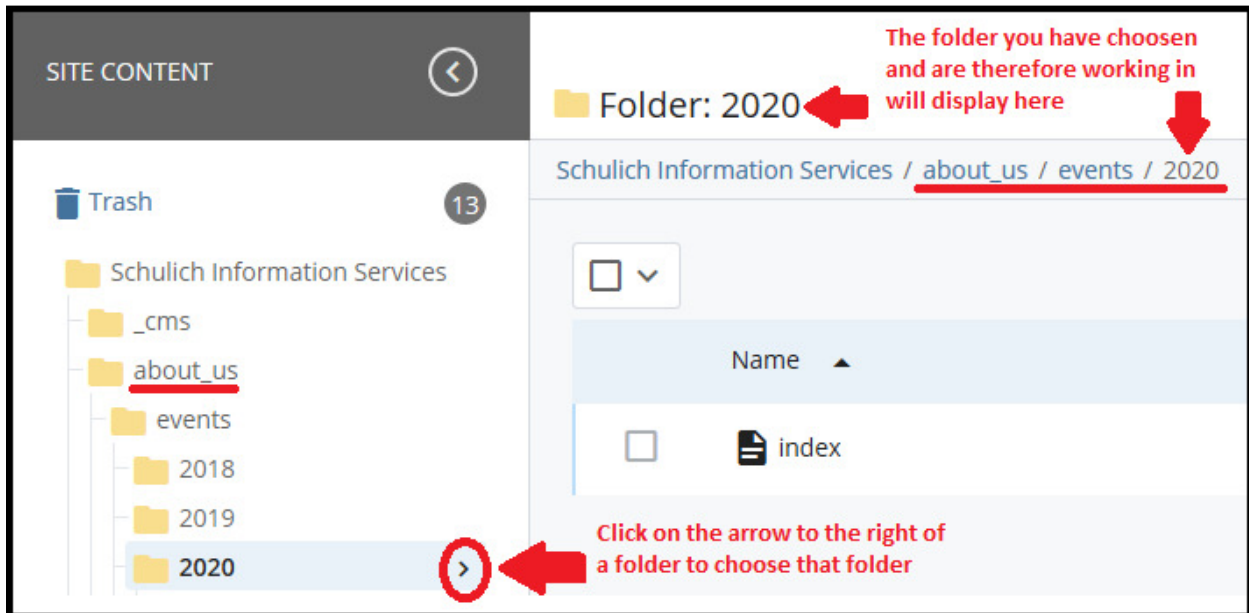 SITE CONTENT
Trash
13
Schulich Information Services
_cms
about_us
events
2018
2019
2020
Folder: 2020
The folder you have choosen
and are therefore working in
will display here
Schulich Information Services / about_us / events / 2020
Name
index
Click on the arrow to the right of
a folder to choose that folder